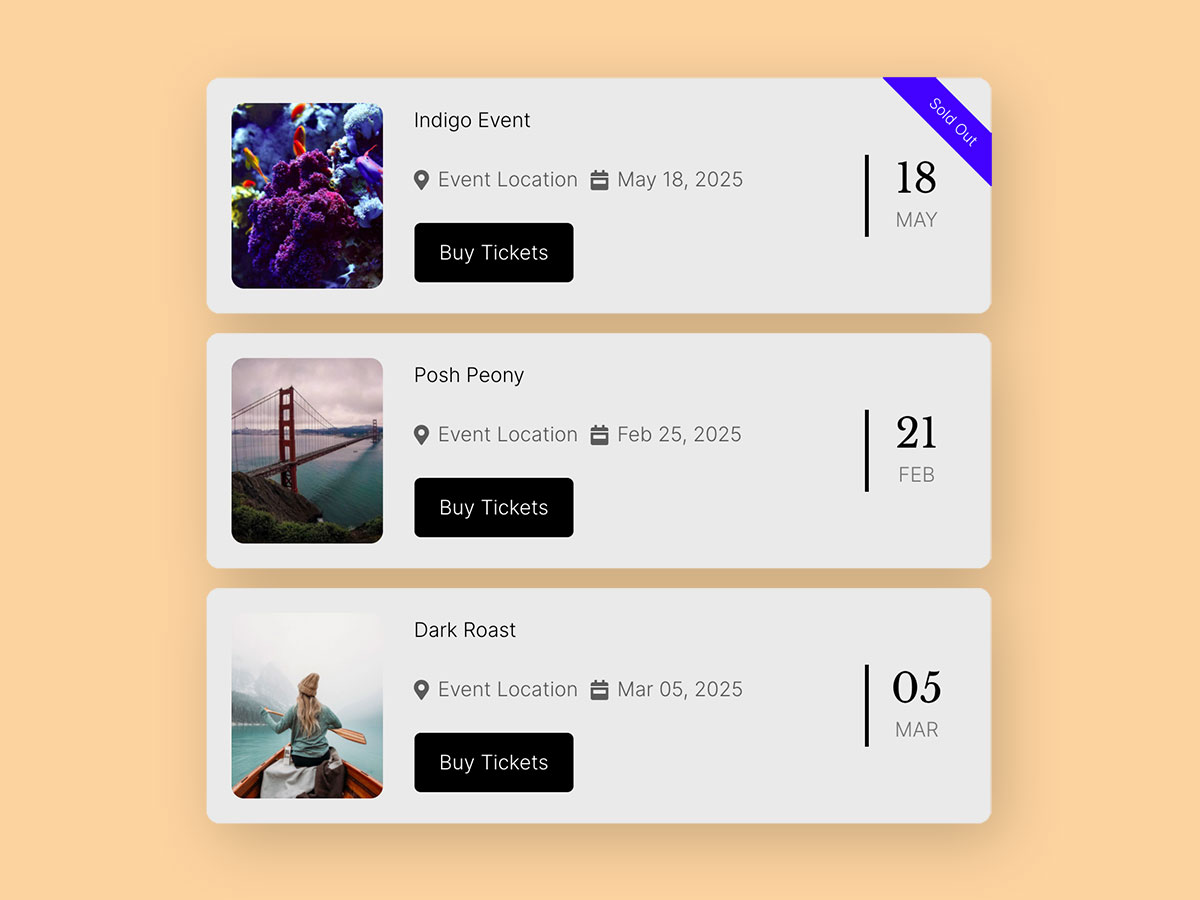 Indigo Event
Sold Out
Event Location May 18, 2025
18
MAY
Buy Tickets
Posh Peony
Event Location Feb 25, 2025
21
FEB
Buy Tickets
Dark Roast
Event Location Mar 05, 2025
05
MAR
Buy Tickets